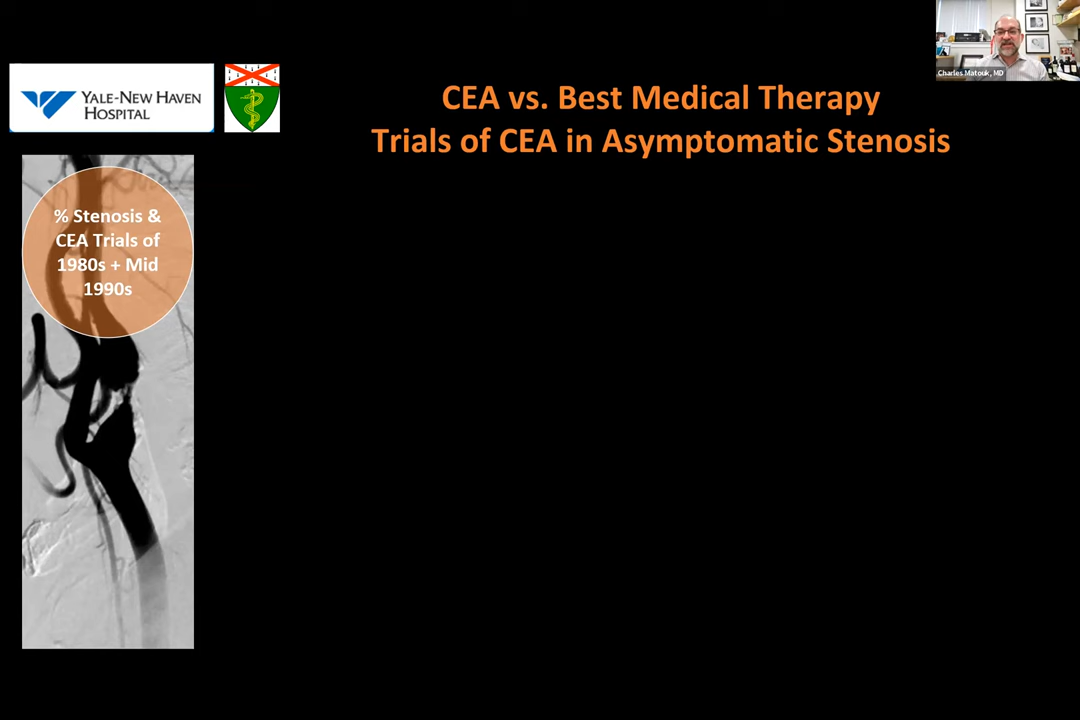 Charles Matouk, MD
YALE-NEW HAVEN
HOSPITAL
CEA vs. Best Medical Therapy
Trials of CEA in Asymptomatic Stenosis
% Stenosis &
CEA Trials of
1980s + Mid
1990s